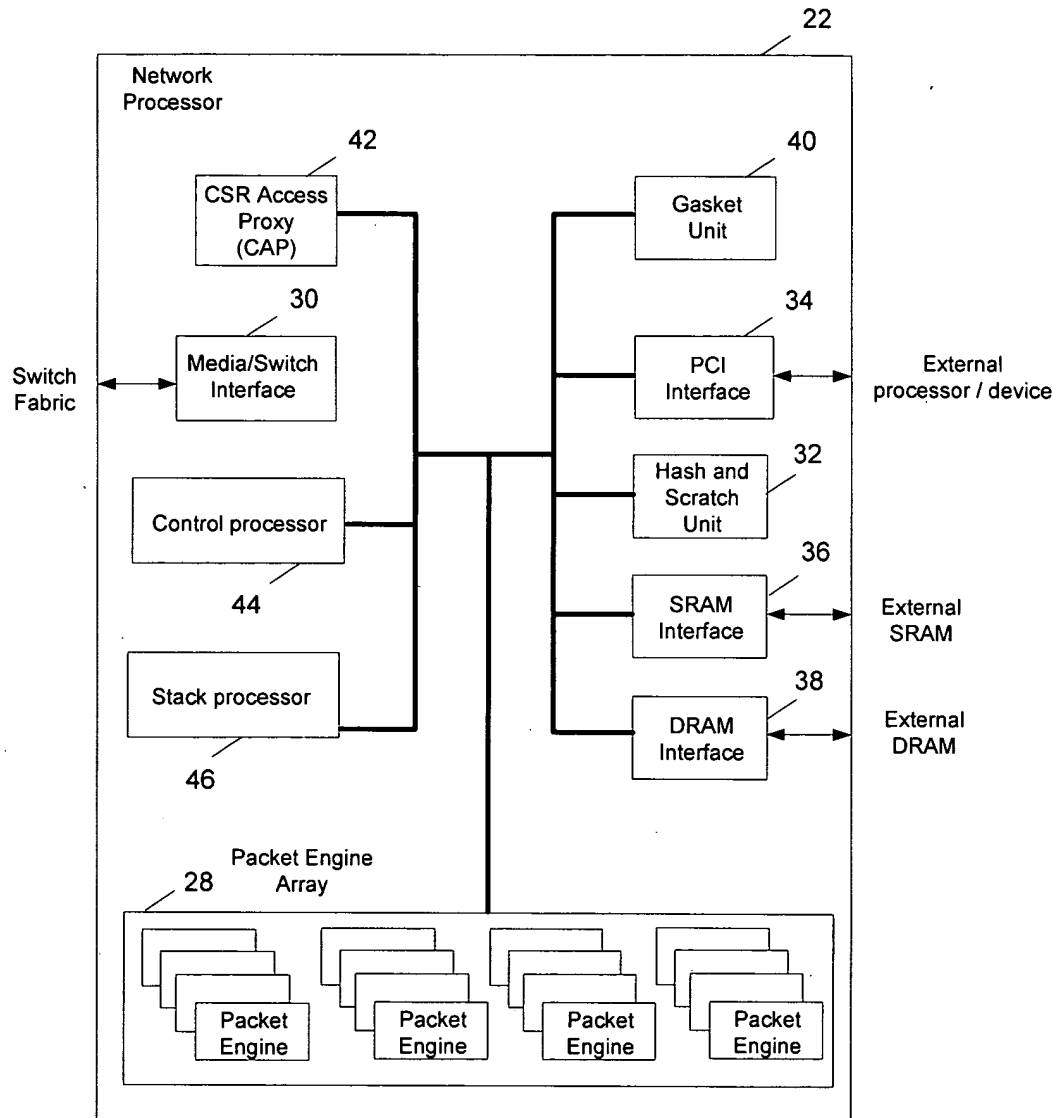 22
Network
Processor
42
CSR Access
Proxy
(CAP)
40
Gasket
Unit
30
Media/Switch
Interface
Switch
Fabric
34
PCI
Interface
External
processor / device
32
Hash and
Scratch
Unit
Control processor
44
36
SRAM
Interface
External
SRAM
Stack processor
46
38
DRAM
Interface
External
DRAM
Packet Engine
Array
28
Packet
Engine
Packet
Engine
Packet
Engine
Packet
Engine